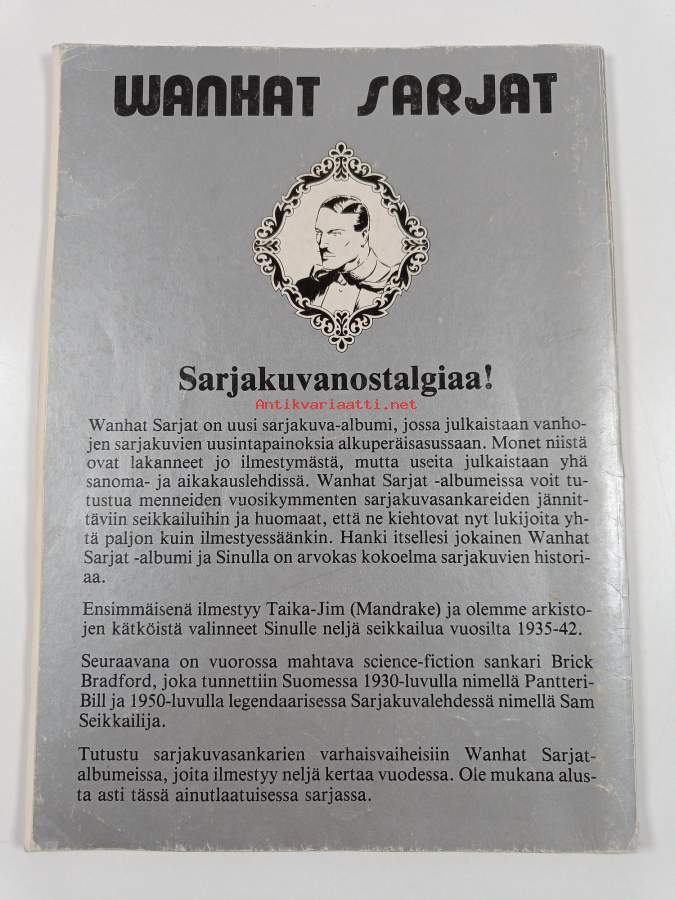 WANHAT SARJAT
Sarjakuvanostalgiaa!
Antikvariaatti.net
Wanhat Sarjat on uusi sarjakuva-albumi, jossa julkaistaan vanho-
jen sarjakuvien uusintapainoksia alkuperäisasussaan. Monet niistä
ovat lakanneet jo ilmestymästä, mutta useita julkaistaan yhä
sanoma- ja aikakauslehdissä. Wanhat Sarjat -albumeissa voit tu-
tustua menneiden vuosikymmenten sarjakuvasankareiden jännit-
täviin seikkailuihin ja huomaat, että ne kiehtovat nyt lukijoita yh-
tä paljon kuin ilmestyessäänkin. Hanki itsellesi jokainen Wanhat
Sarjat -albumi ja Sinulla on arvokas kokoelma sarjakuvien histori-
aa.
Ensimmäisenä ilmestyy Taika-Jim (Mandrake) ja olemme arkisto-
jen kätköistä valinneet Sinulle neljä seikkailua vuosilta 1935-42.
Seuraavana on vuorossa mahtava science-fiction sankari Brick
Bradford, joka tunnettiin Suomessa 1930-luvulla nimellä Pantteri-
Bill ja 1950-luvulla legendaarisessa Sarjakuvalehdessä nimellä Sam
Seikkailija.
Tutustu sarjakuvasankarien varhaisvaiheisiin Wanhat Sarjat-
albumeissa, joita ilmestyy neljä kertaa vuodessa. Ole mukana alus-
ta asti tässä ainutlaatuisessa sarjassa.